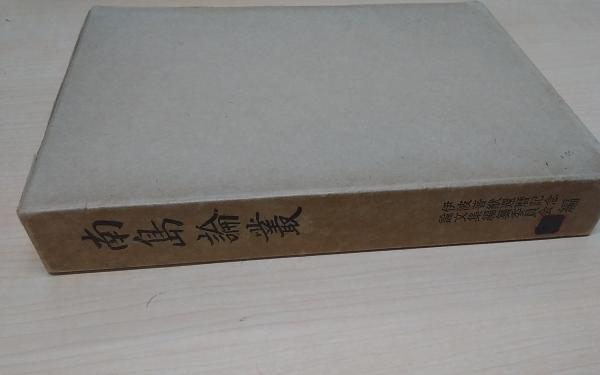 南島論叢
伊波普猷還暦記念
論文集編纂委員会編